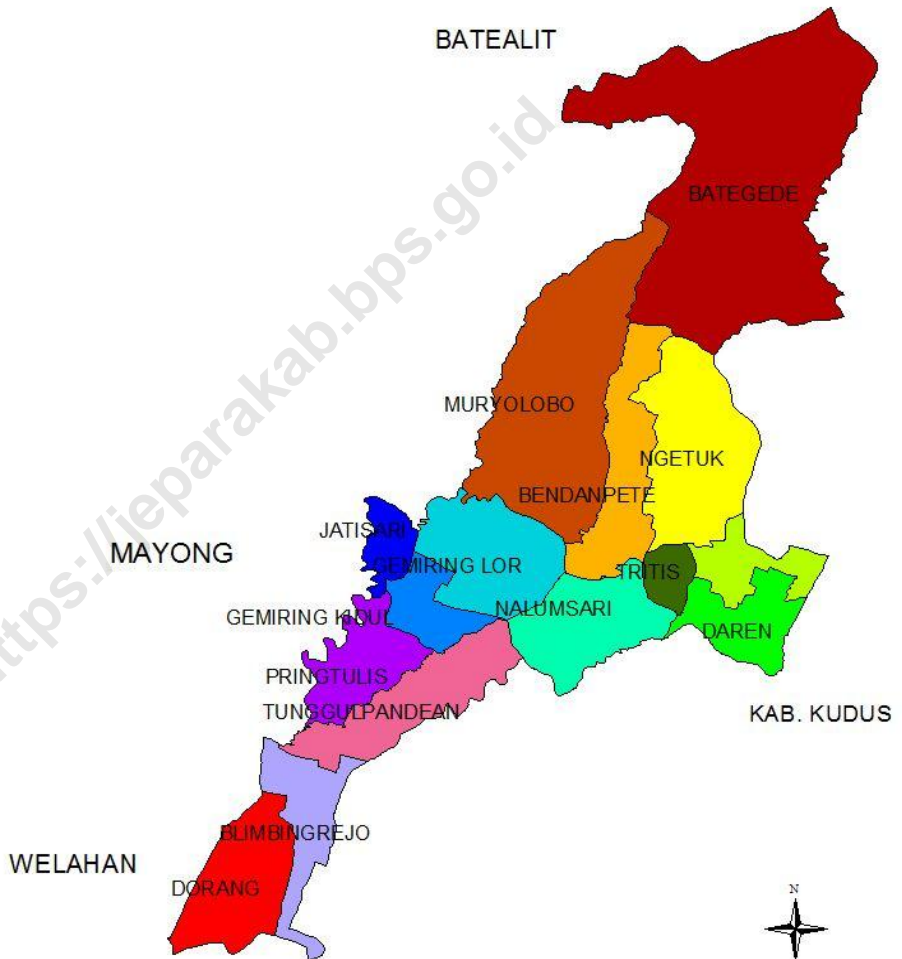 BATEALIT
https://jeparakab.bps.go.id
BATEGEDE
MURYOLOBO
NGETUK
BENDANPETE
JATISARI
MAYONG
GEMIRING LOR
TRITIS
NALUMSARI
GEMIRING KIDUL
DAREN
PRINGTULIS
TUNGGULPANDEAN
KAB. KUDUS
BLIMBINGREJO
WELAHAN
DORANG
N